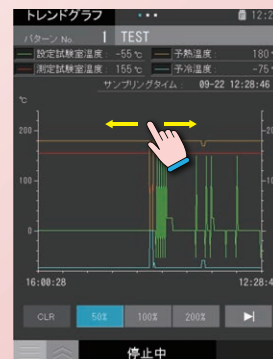 トレンドグラフ ••• 12:2
パターン No. 1 TEST
設定試験室温度: -55 ℃ 予熱温度: 180
測定試験室温度: 155 ℃ 予冷温度: -75
サンプリングタイム: 09-22 12:28:46
℃
200
100
0
16:00:28 12:28:4
CLR 50% 100% 200%
停止中